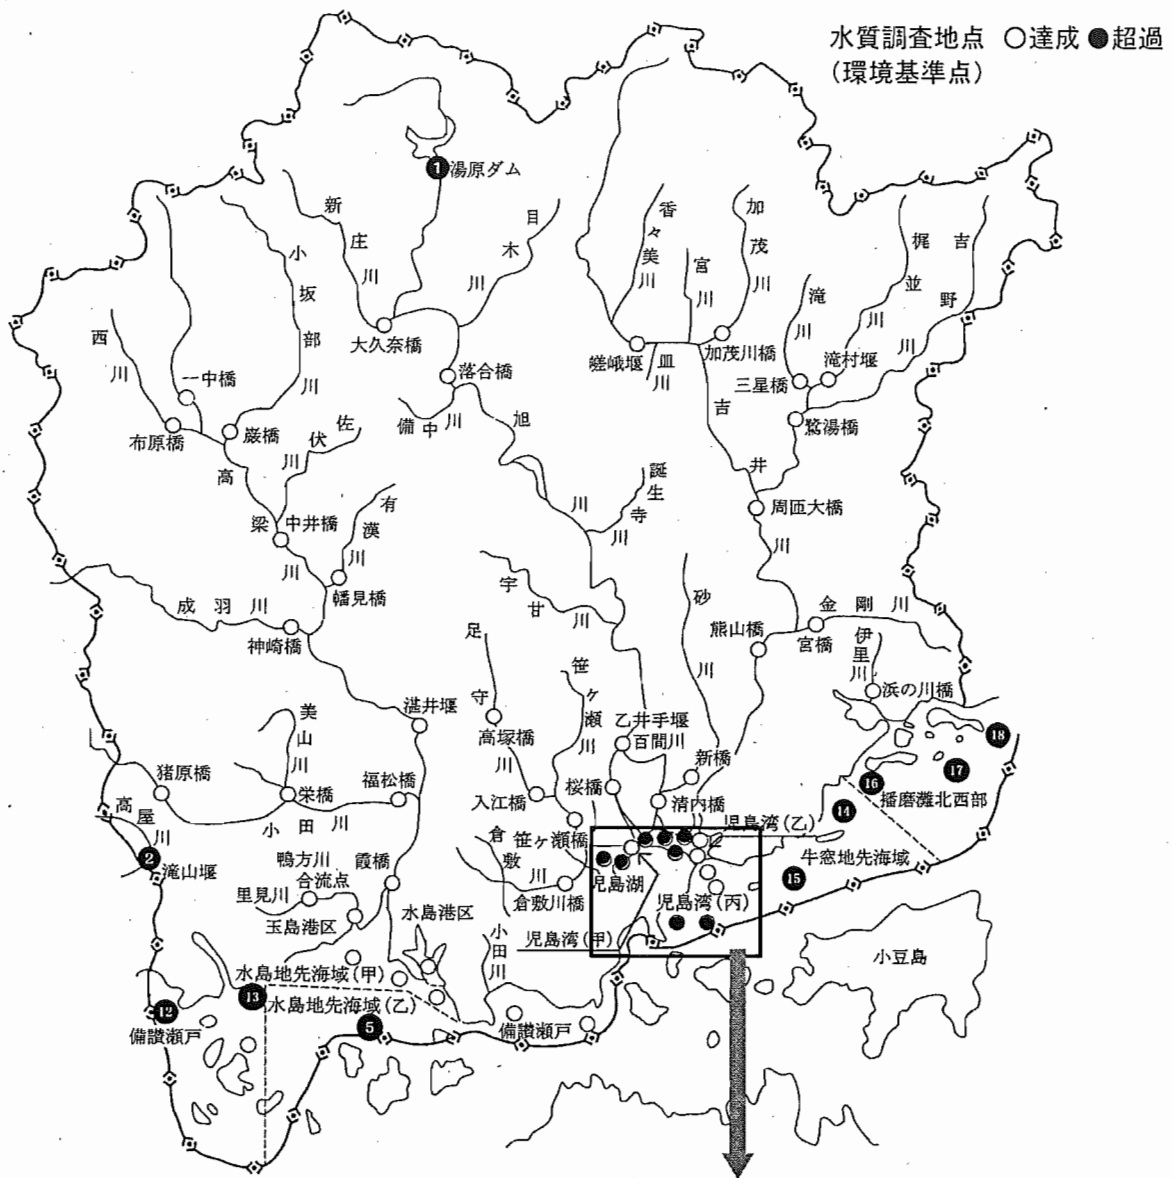 水質調査地点 ○達成 ●超過
(環境基準点)
1 湯原ダム
新庄川
目木川
小坂部川
西川
香々美川
宮川
加茂川
滝川
梶並川
吉野川
大久奈橋
落合橋
嵯峨堰
皿川
加茂川橋
三星橋
滝村堰
鷺湯橋
一中橋
布原橋
巌橋
備中川
旭川
吉井川
佐伏川
高梁川
中井橋
有漢川
誕生寺川
周匝大橋
幡見橋
成羽川
神崎橋
宇甘川
砂川
熊山橋
金剛川
宮橋
伊里川
浜の川橋
足守川
高塚橋
笹ヶ瀬川
湛井堰
乙井手堰
百間川
新橋
18
美山川
猪原橋
栄橋
福松橋
小田川
入江橋
桜橋
清内橋
17
16
播磨灘北西部
14
高屋川
2
滝山堰
倉敷川
笹ヶ瀬橋
児島湾(乙)
牛窓地先海域
15
鴨方川
合流点
里見川
霞橋
玉島港区
水島港区
倉敷川橋
児島湖
児島湾(丙)
児島湾(甲)
小田川
小豆島
水島地先海域(甲)
13
水島地先海域(乙)
12
備讃瀬戸
5
備讃瀬戸